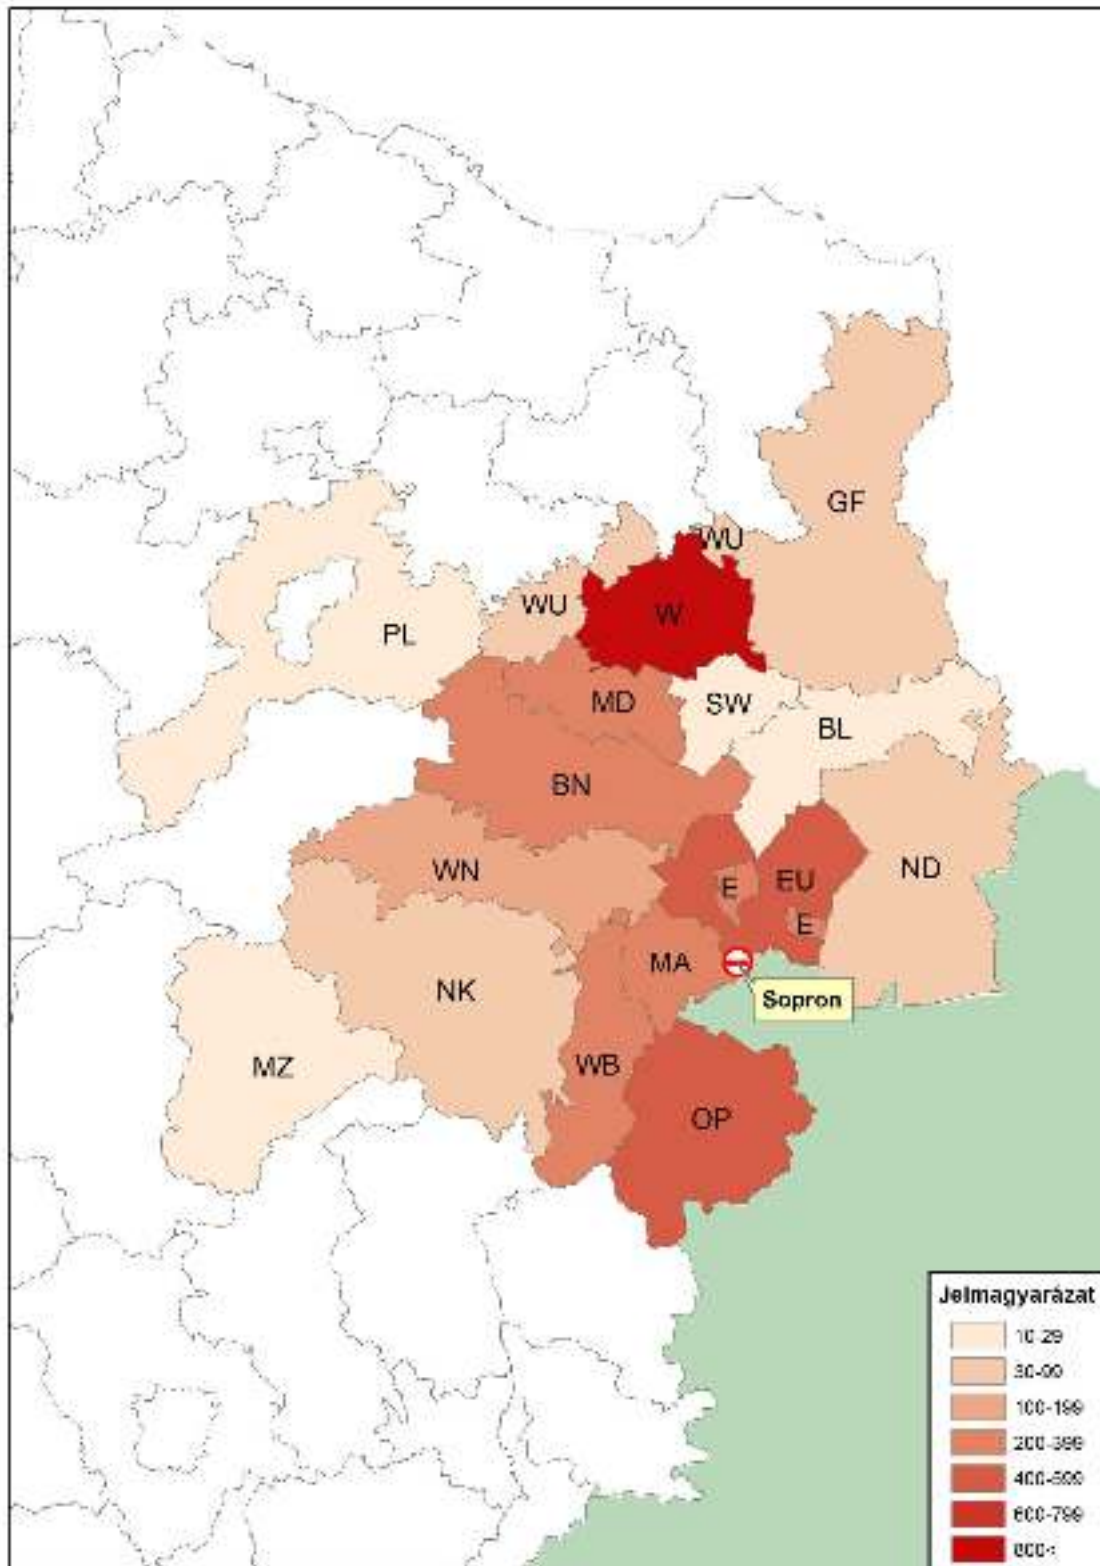 GF
WU
WU
W
PL
MD
SW
BL
BN
WN
E
EU
ND
E
MA
Sopron
NK
MZ
WB
OP
Jelmagyarázat
10-29
30-99
100-199
200-399
400-599
600-799
800<